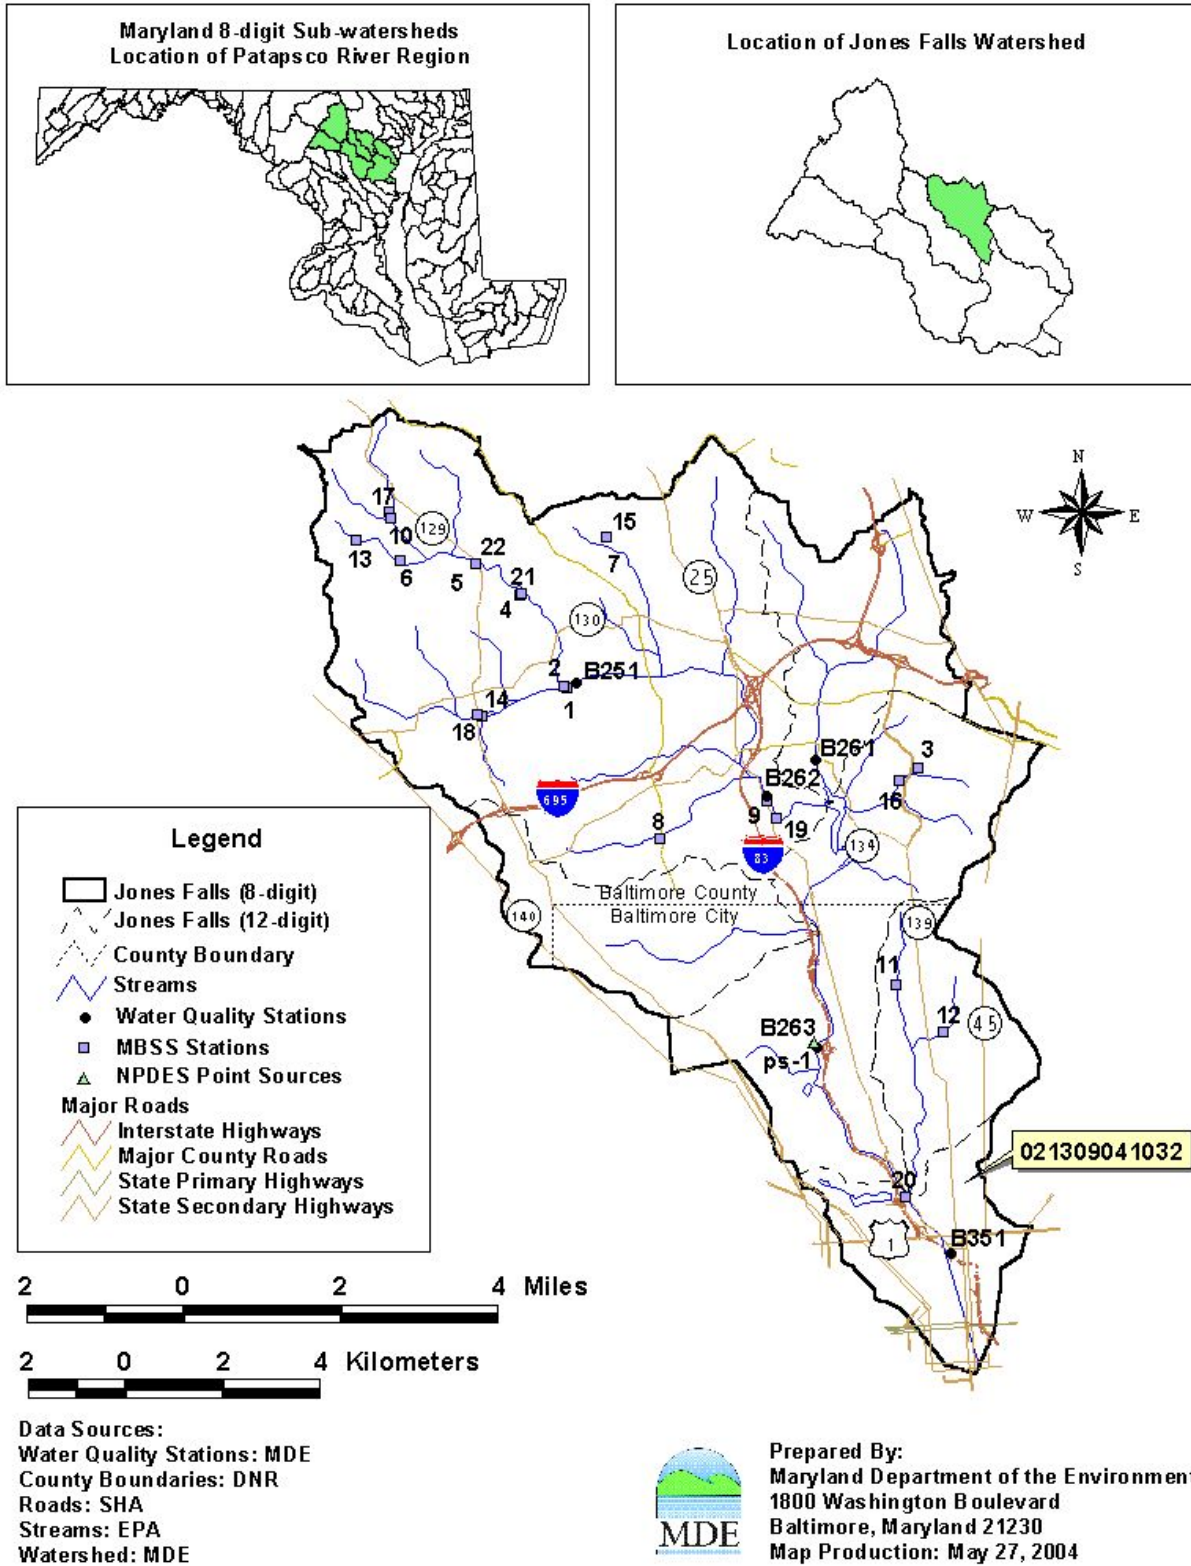 Maryland 8-digit Sub-watersheds
Location of Patapsco River Region
Location of Jones Falls Watershed
N
W
E
S
17
10
129
13
6
22
5
21
4
15
7
25
130
2
B251
1
14
18
B261
3
B262
16
695
9
19
8
134
83
Baltimore County
Baltimore City
140
139
11
12
45
B263
ps-1
021309041032
20
1
B351
Legend
Jones Falls (8-digit)
Jones Falls (12-digit)
County Boundary
Streams
Water Quality Stations
MBSS Stations
NPDES Point Sources
Major Roads
Interstate Highways
Major County Roads
State Primary Highways
State Secondary Highways
2 0 2 4 Miles
2 0 2 4 Kilometers
Data Sources:
Water Quality Stations: MDE
County Boundaries: DNR
Roads: SHA
Streams: EPA
Watershed: MDE
MDE
Prepared By:
Maryland Department of the Environment
1800 Washington Boulevard
Baltimore, Maryland 21230
Map Production: May 27, 2004